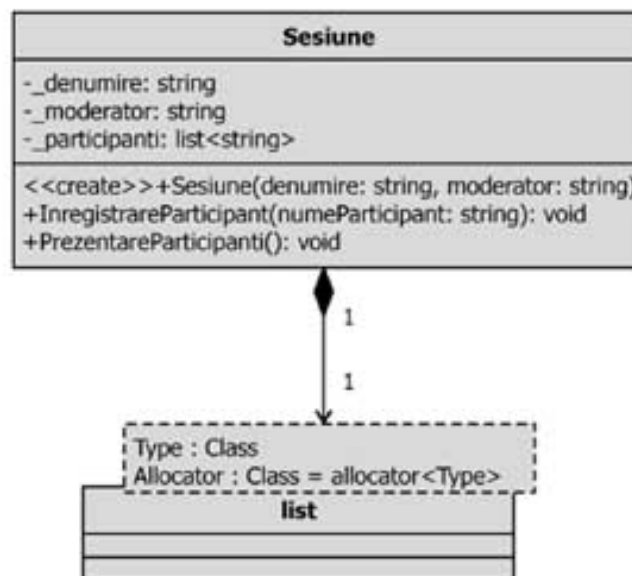 Sesiune
-_denumire: string
-_moderator: string
-_participanti: list<string>
<<create>>+Sesiune(denumire: string, moderator: string)
+InregistrareParticipant(numeParticipant: string): void
+PrezentareParticipanti(): void
1
1
Type : Class
Allocator : Class = allocator<Type>
list